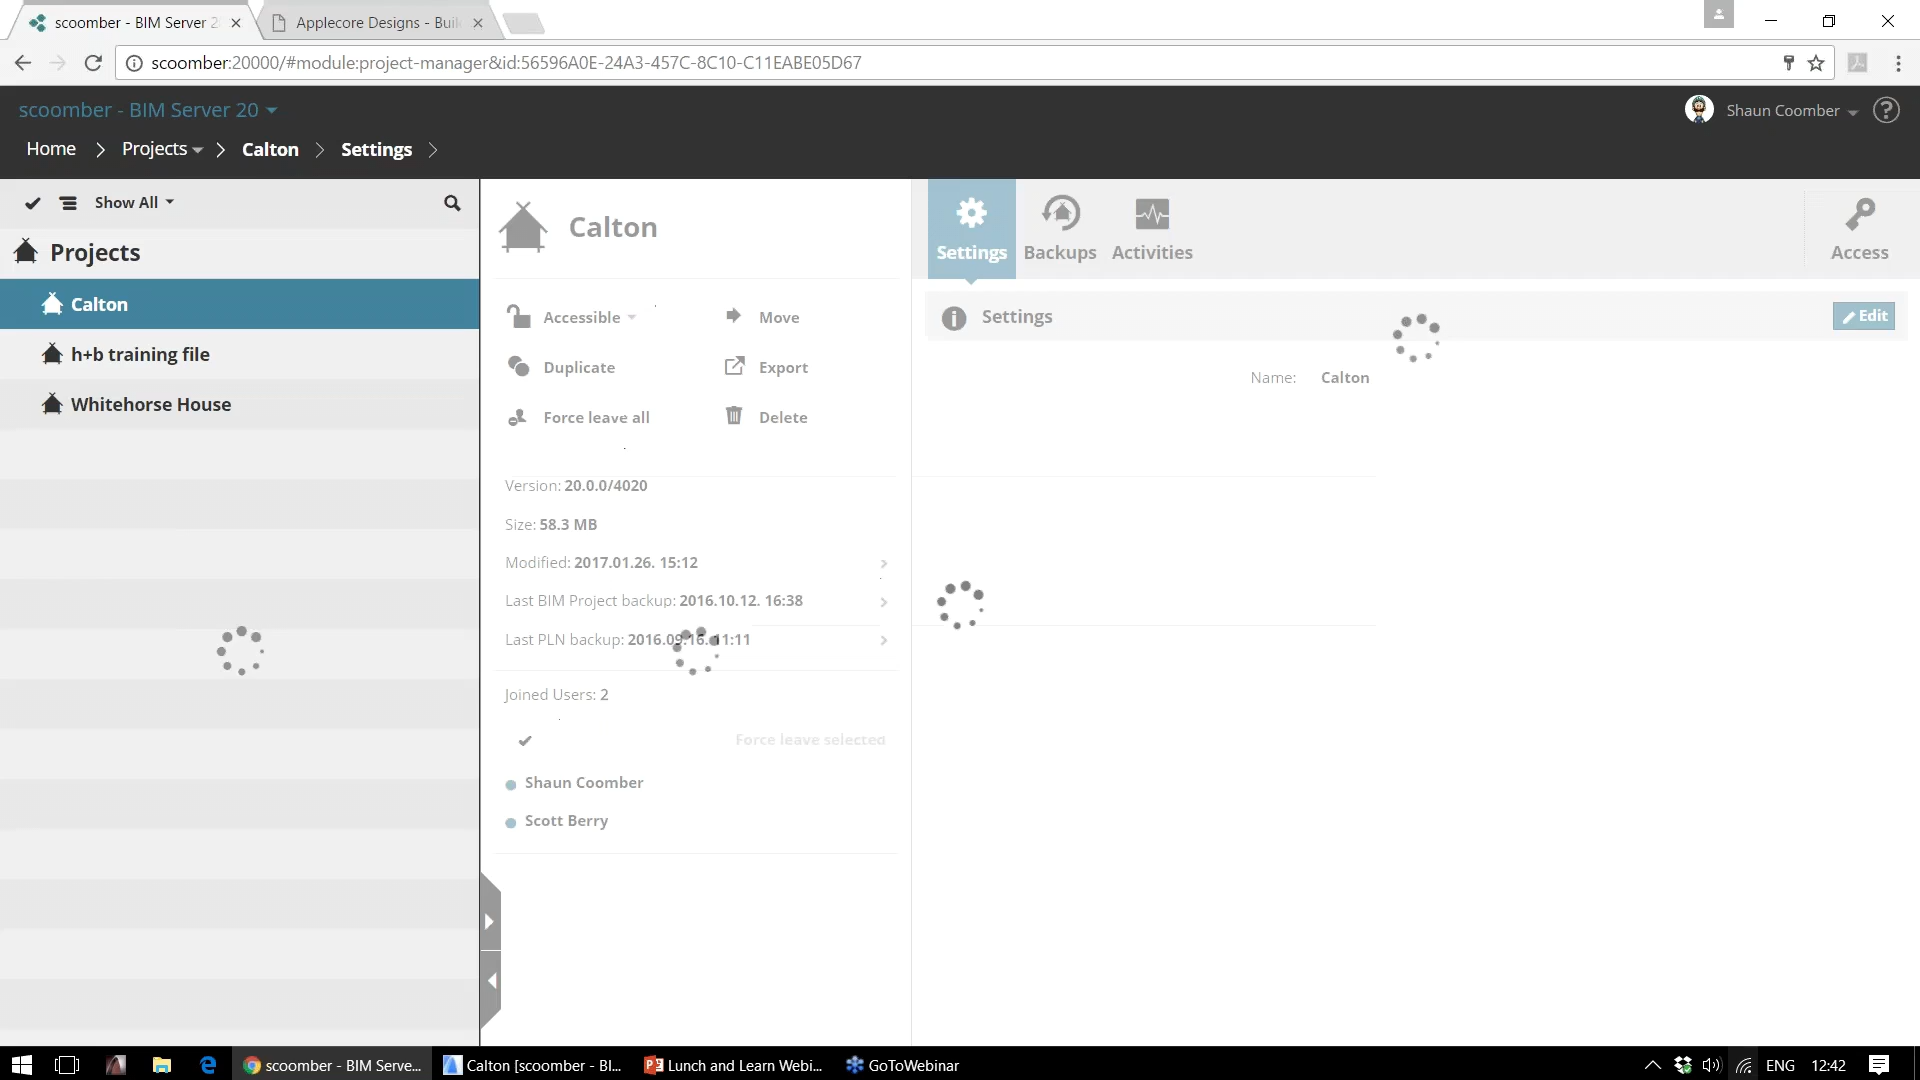 scoomber - BIM Server 2
Applecore Designs - Buil
scoomber:20000/#module:project-manager&id:56596A0E-24A3-457C-8C10-C11EABE05D67
scoomber - BIM Server 20
Shaun Coomber
?
Home > Projects > Calton > Settings >
Show All
Projects
Calton
h+b training file
Whitehorse House
Calton
Accessible
Move
Duplicate
Export
Force leave all
Delete
Version: 20.0.0/4020
Size: 58.3 MB
Modified: 2017.01.26. 15:12
Last BIM Project backup: 2016.10.12. 16:38
Last PLN backup: 2016.09.16. 11:11
Joined Users: 2
Force leave selected
Shaun Coomber
Scott Berry
Settings
Backups
Activities
Access
Settings
Edit
Name: Calton
scoomber - BIM Serve...
Calton [scoomber - BI...
Lunch and Learn Webi...
GoToWebinar
ENG
12:42